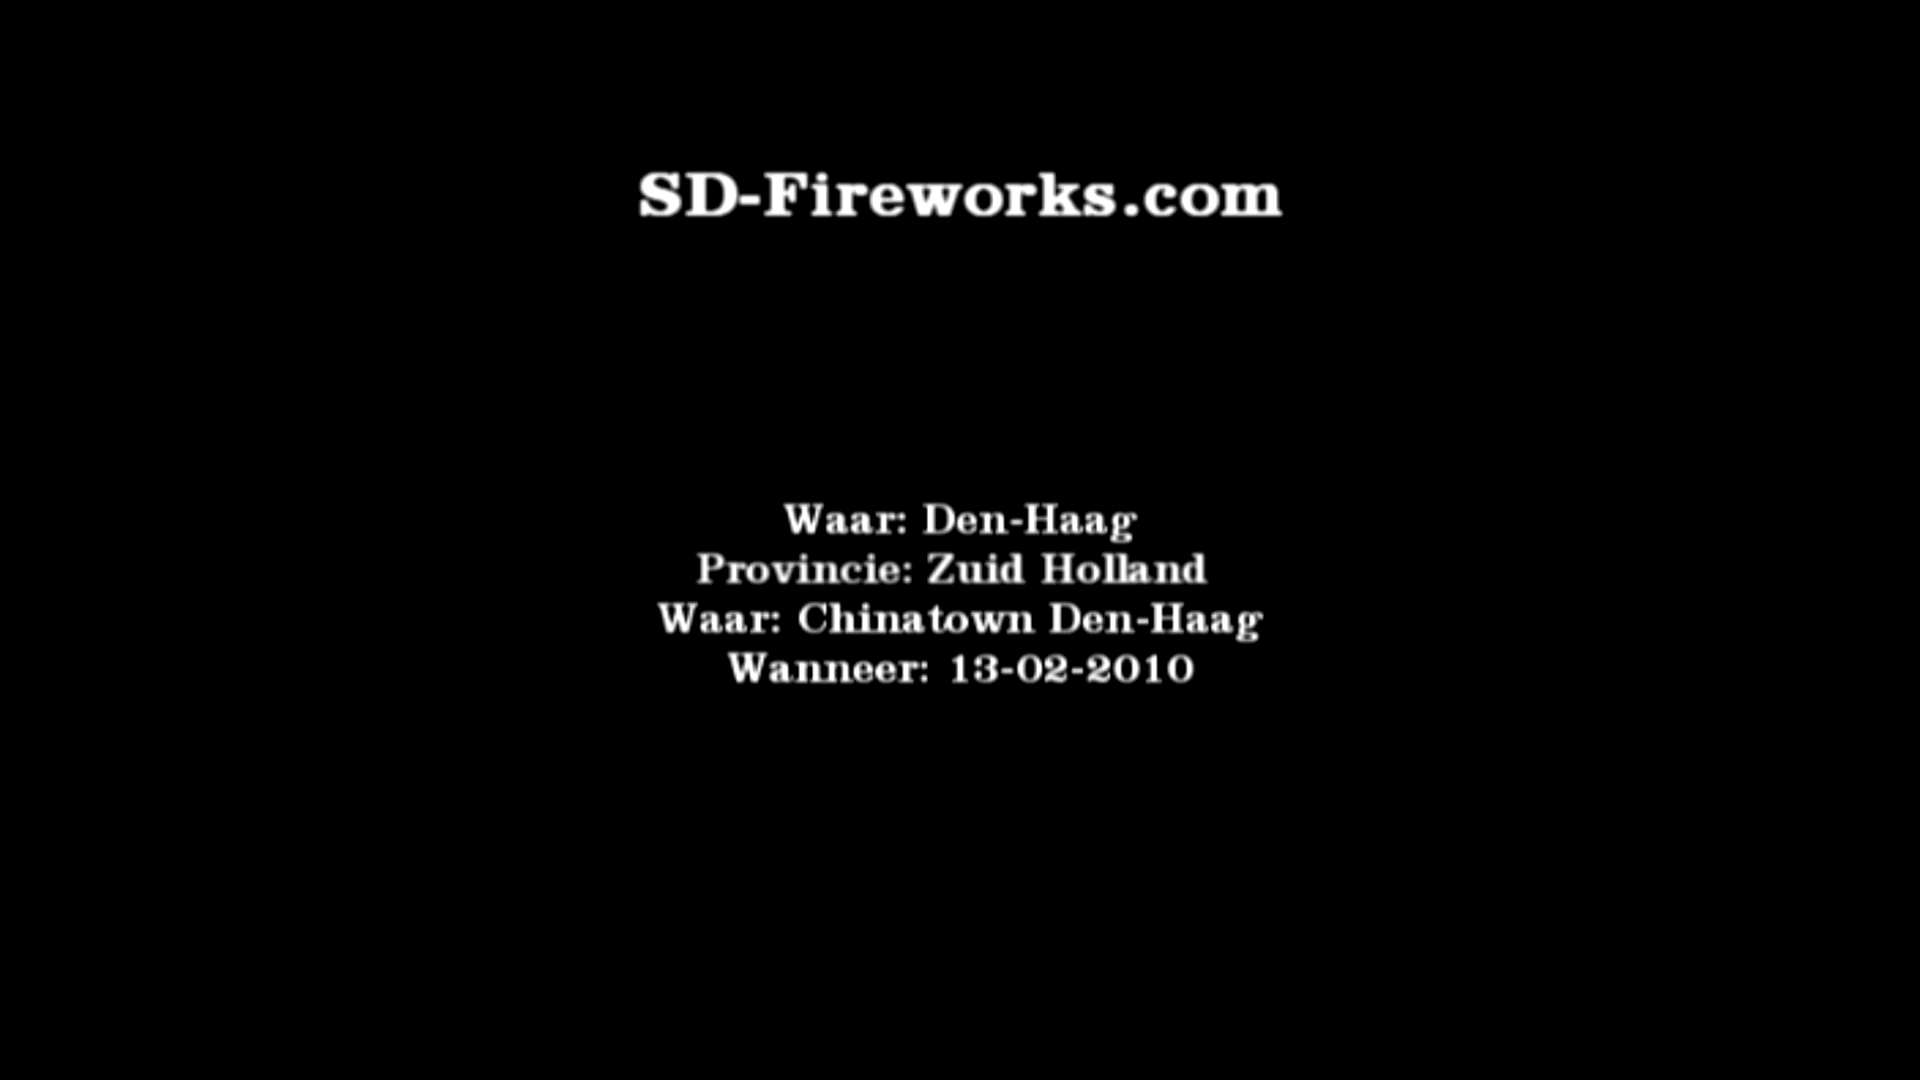 SD-Fireworks.com
Waar: Den-Haag
Provincie: Zuid Holland
Waar: Chinatown Den-Haag
Wanneer: 13-02-2010